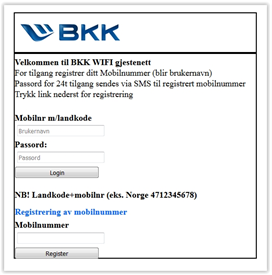 BKK
Velkommen til BKK WIFI gjestenett
For tilgang registrer ditt Mobilnummer (blir brukernavn)
Passord for 24t tilgang sendes via SMS til registrert mobilnummer
Trykk link nederst for registrering
Mobilnr m/landkode
Brukernavn
Passord:
Passord
Login
NB! Landkode+mobilnr (eks. Norge 4712345678)
Registrering av mobilnummer
Mobilnummer
Register